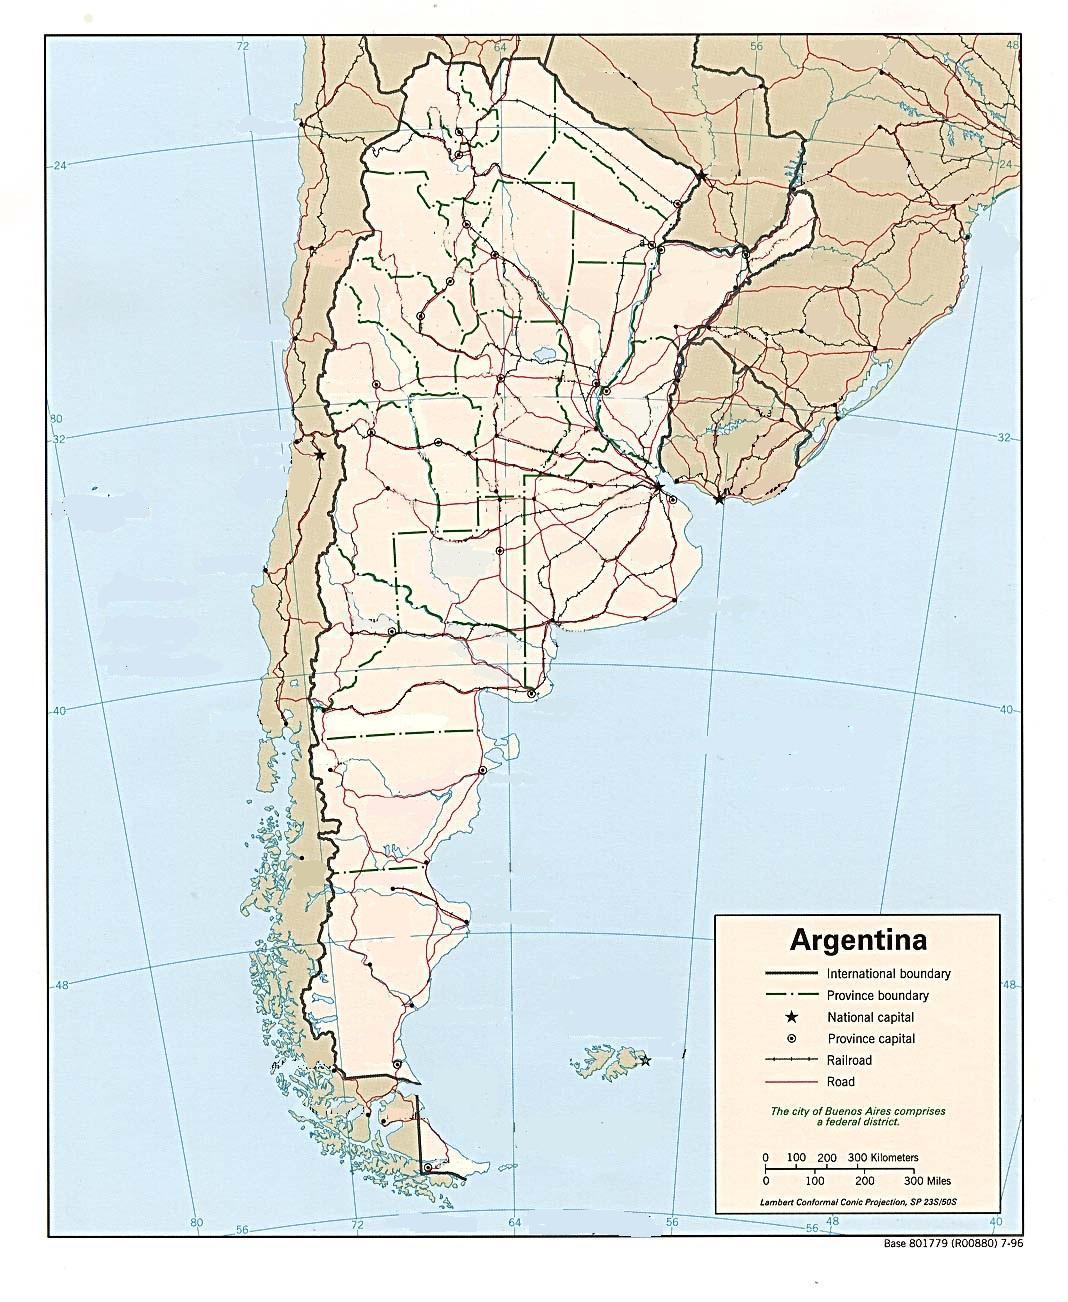 72
64
56
48
24
24
80
32
32
40
40
48
48
Argentina
International boundary
Province boundary
National capital
Province capital
Railroad
Road
The city of Buenos Aires comprises
a federal district.
0 100 200 300 Kilometers
0 100 200 300 Miles
Lambert Conformal Conic Projection, SP 23S/50S
80
56
72
64
56
56
48
40
Base 801779 (R00880) 7-96